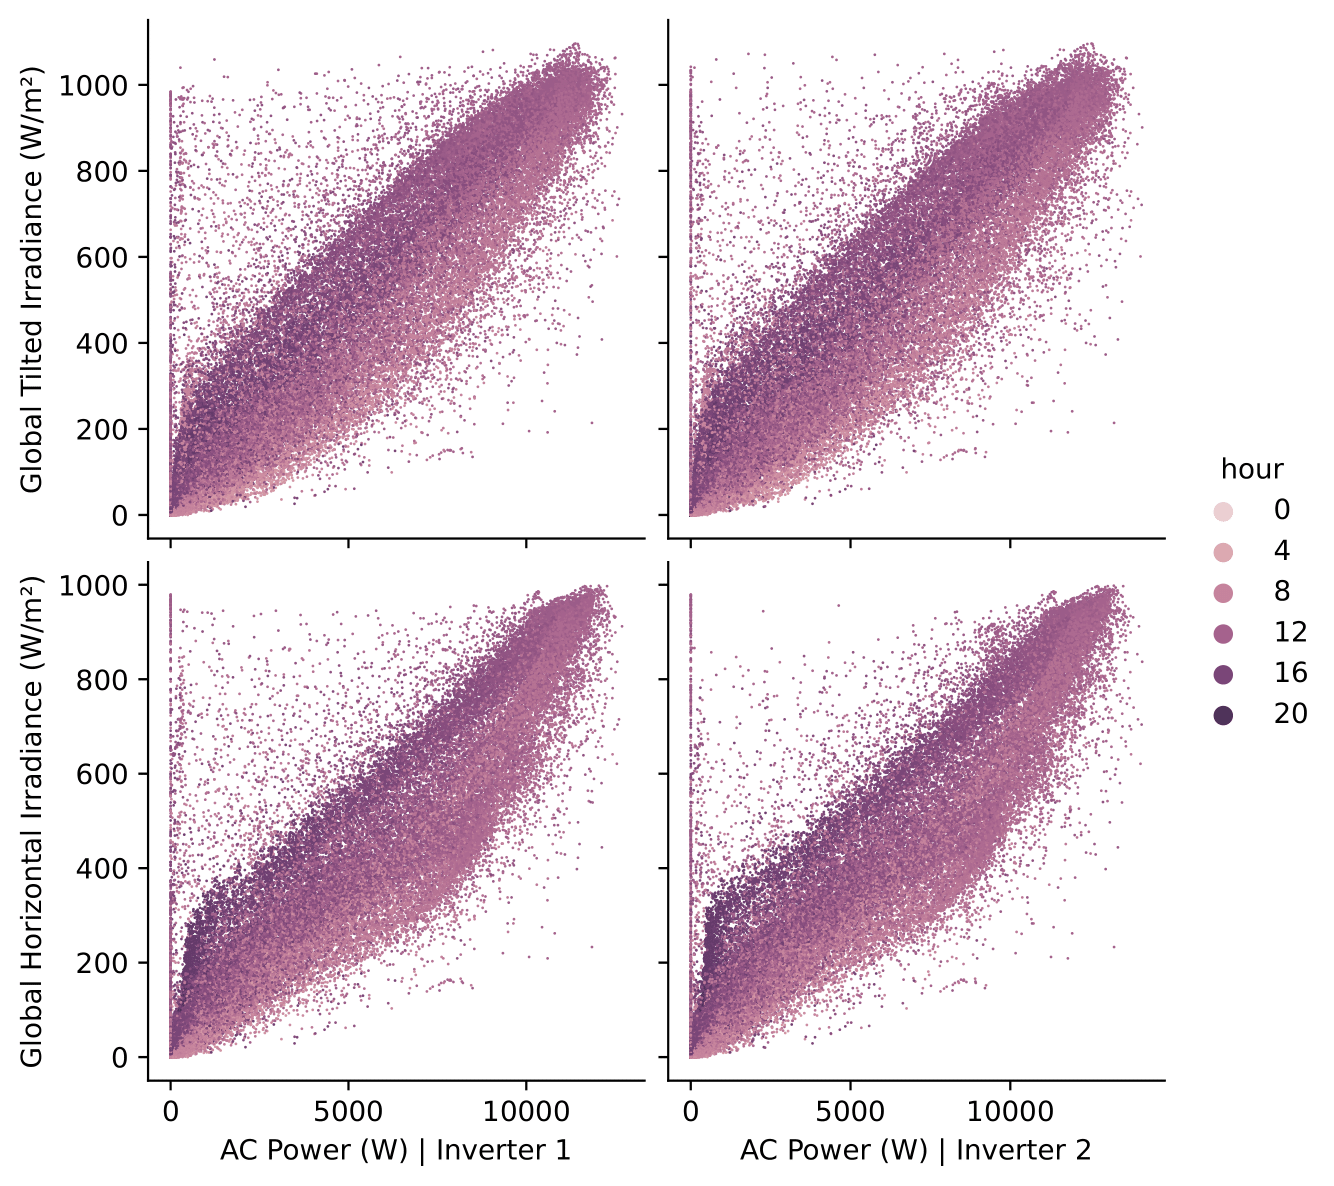 Global Tilted Irradiance (W/m²)
1000
800
600
400
200
0
Global Horizontal Irradiance (W/m²)
1000
800
600
400
200
0
0 5000 10000
AC Power (W) | Inverter 1
0 5000 10000
AC Power (W) | Inverter 2
hour
0
4
8
12
16
20